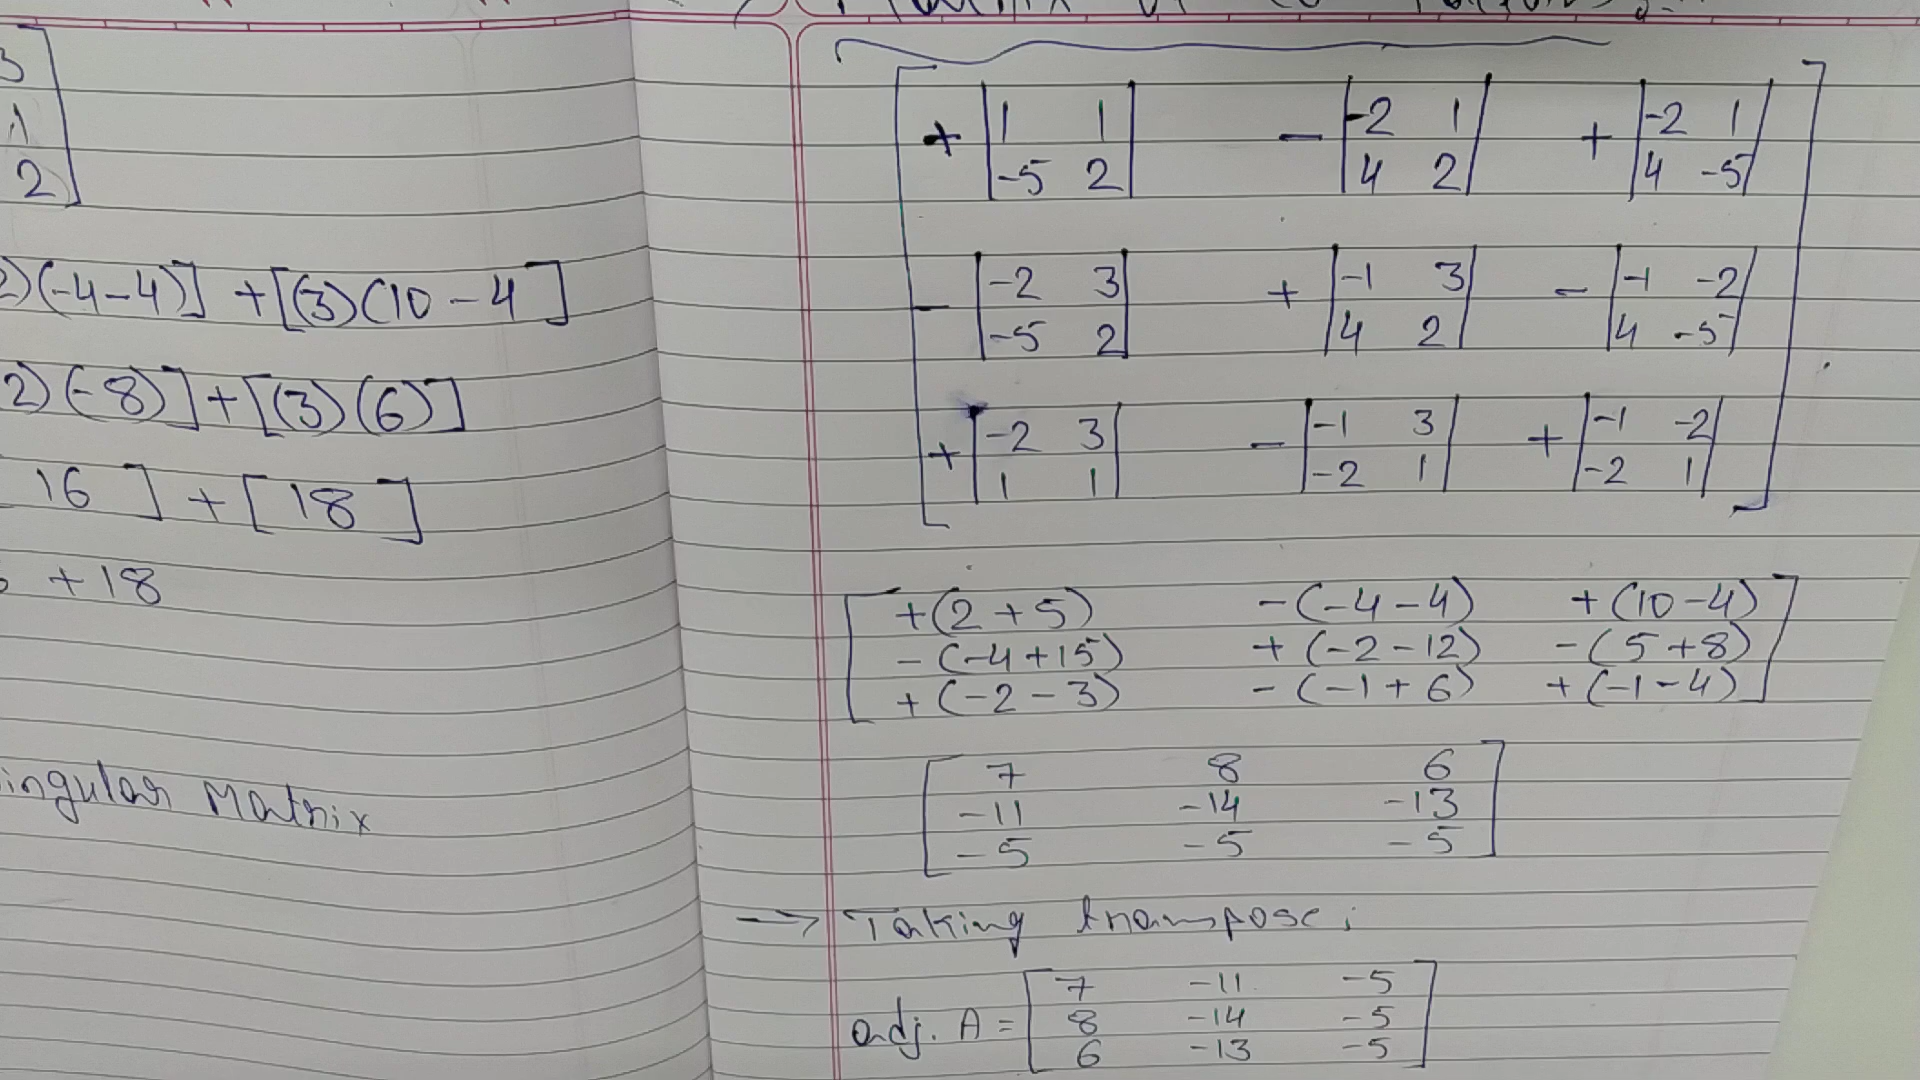 3
1
2
2)(-4-4)] + [(3)(10-4]
2)(-8)] + [(3)(6)]
16 ] + [ 18 ]
+18
ingular Matrix
Matrix of
+ |1 1| - |-2 1| + |-2 1|
|-5 2| |4 2| |4 -5|
- |-2 3| + |-1 3| - |-1 -2|
|-5 2| |4 2| |4 -5|
+ |-2 3| - |-1 3| + |-1 -2|
|1 1| |-2 1| |-2 1|
+(2+5) -(-4-4) +(10-4)
-(-4+15) +(-2-12) -(5+8)
+(-2-3) -(-1+6) +(-1-4)
7 8 6
-11 -14 -13
-5 -5 -5
→ Taking transpose;
7 -11 -5
adj. A = 8 -14 -5
6 -13 -5